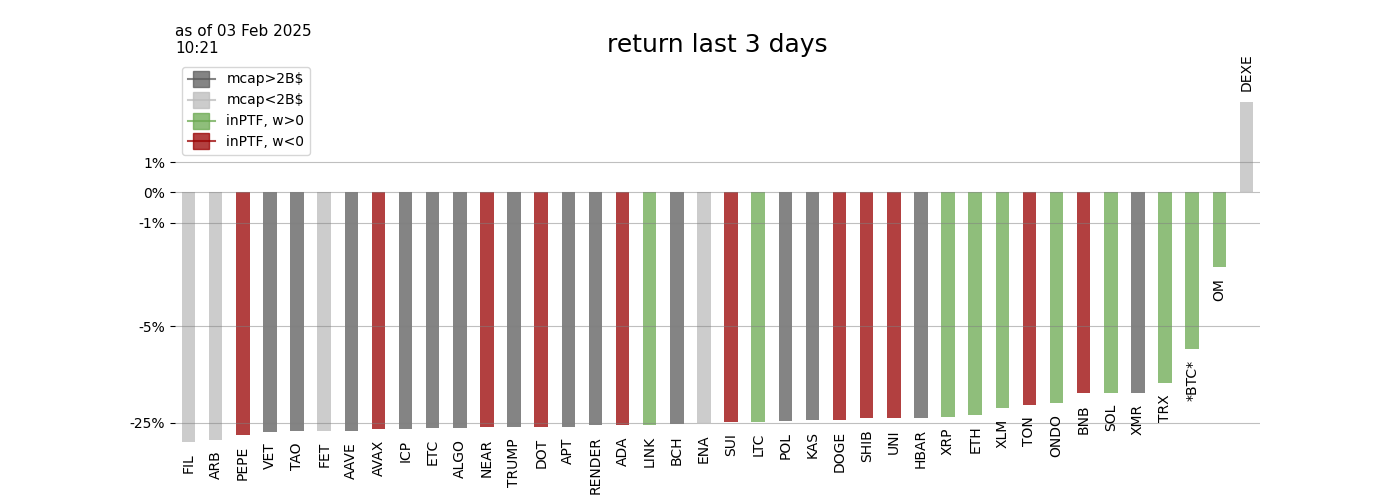 as of 03 Feb 2025
10:21
return last 3 days
mcap>2B$
mcap<2B$
inPTF, w>0
inPTF, w<0
1%
0%
-1%
-5%
-25%
FIL
ARB
PEPE
VET
TAO
FET
AAVE
AVAX
ICP
ETC
ALGO
NEAR
TRUMP
DOT
APT
RENDER
ADA
LINK
BCH
ENA
SUI
LTC
POL
KAS
DOGE
SHIB
UNI
HBAR
XRP
ETH
XLM
TON
ONDO
BNB
SOL
XMR
TRX
*BTC*
OM
DEXE